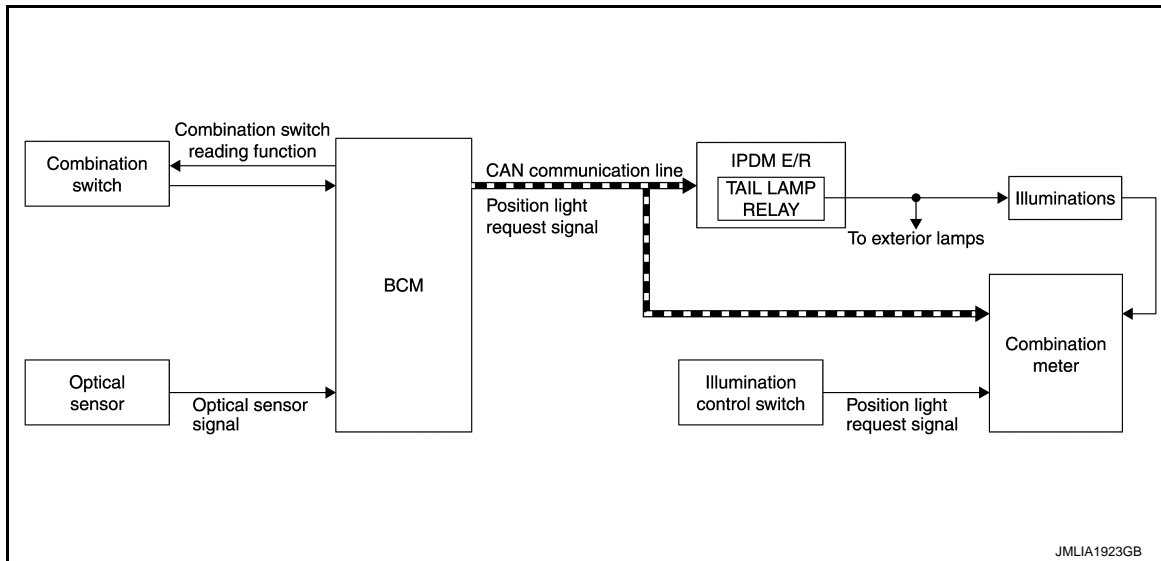 Combination switch
reading function
Combination
switch
BCM
CAN communication line
Position light
request signal
IPDM E/R
TAIL LAMP
RELAY
To exterior lamps
Illuminations
Combination
meter
Optical
sensor
Optical sensor
signal
Illumination
control switch
Position light
request signal
JMLIA1923GB